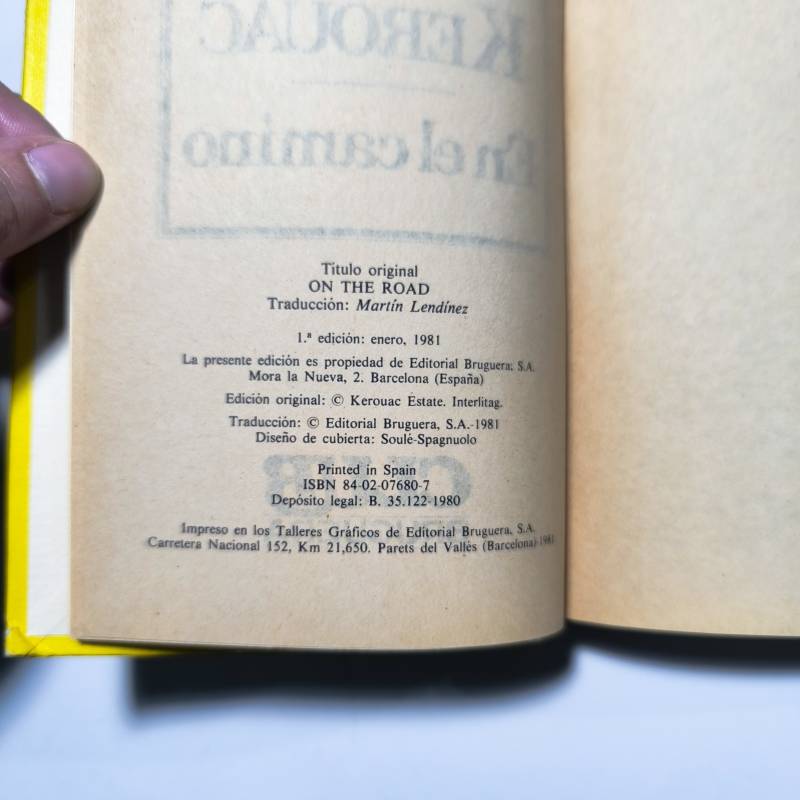 KEROUAC
En el camino
Título original
ON THE ROAD
Traducción: Martín Lendínez
1.ª edición: enero, 1981
La presente edición es propiedad de Editorial Bruguera, S.A.
Mora la Nueva, 2. Barcelona (España)
Edición original: © Kerouac Estate. Interlitag.
Traducción: © Editorial Bruguera, S.A.-1981
Diseño de cubierta: Soulé-Spagnuolo
Printed in Spain
ISBN 84-02-07680-7
Depósito legal: B. 35.122-1980
Impreso en los Talleres Gráficos de Editorial Bruguera, S.A.
Carretera Nacional 152, Km 21,650. Parets del Vallés (Barcelona)-1981